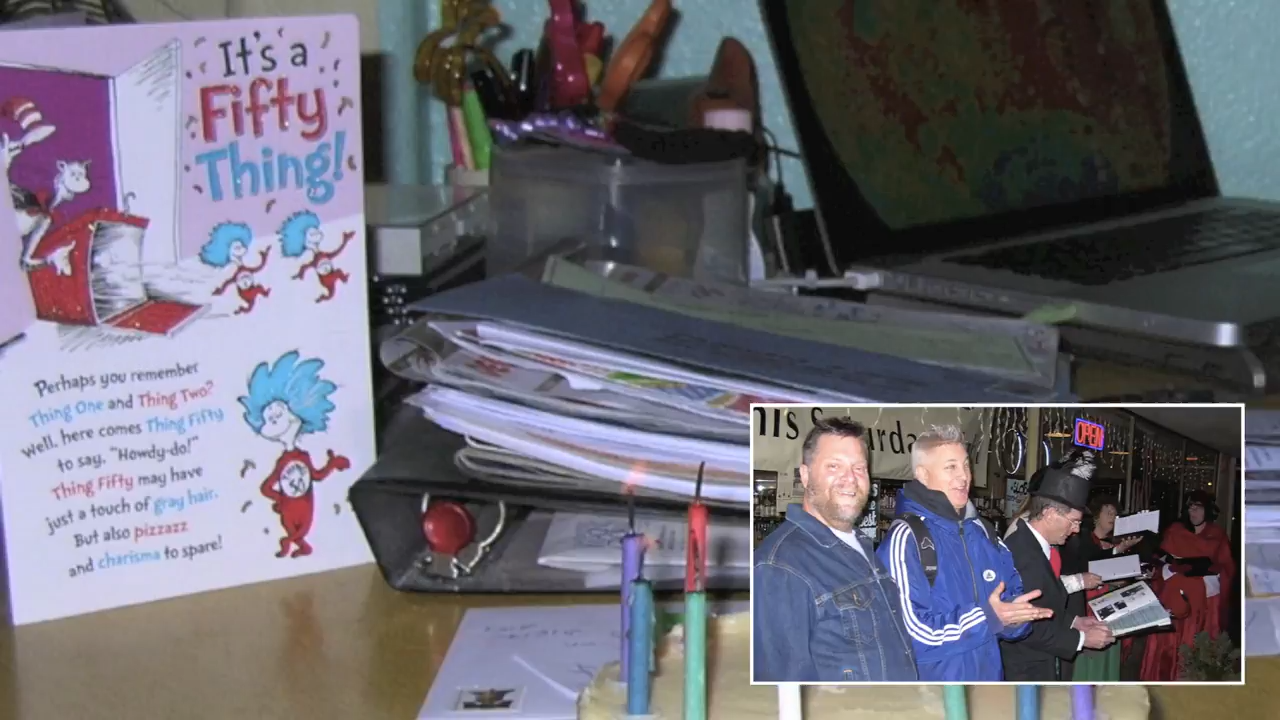 It's a
Fifty
Thing!
Perhaps you remember
Thing One and Thing Two?
Well, here comes Thing Fifty
to say, "Howdy-do!"
Thing Fifty may have
just a touch of gray hair.
But also pizzazz
and charisma to spare!
OPEN